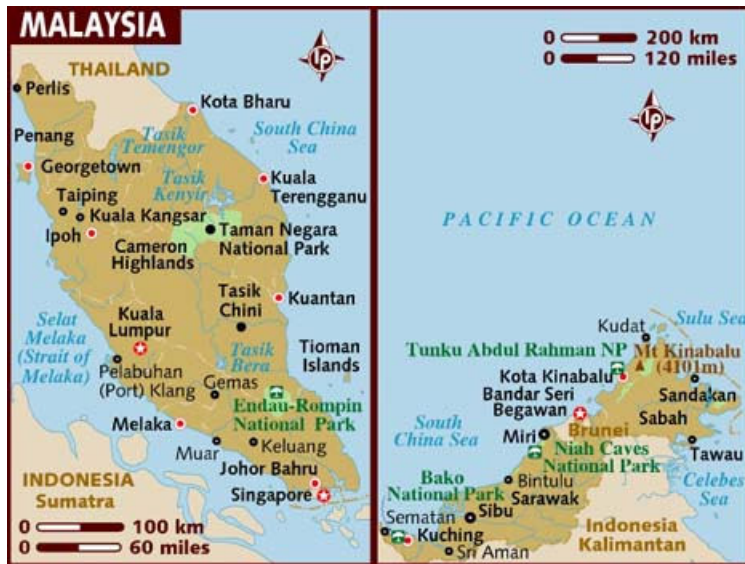 MALAYSIA
THAILAND
Perlis
Kota Bharu
Penang
Tasik
Temengor
South China
Sea
Georgetown
Tasik
Kenyir
Kuala
Terengganu
Taiping
Kuala Kangsar
Ipoh
Cameron
Highlands
Taman Negara
National Park
Tasik
Chini
Kuantan
Kuala
Lumpur
Selat
Melaka
(Strait of
Melaka)
Tasik
Bera
Tioman
Islands
Pelabuhan
(Port) Klang
Gemas
Endau-Rompin
National Park
Melaka
Muar
Keluang
Johor Bahru
Singapore
INDONESIA
Sumatra
0 100 km
0 60 miles
lp
0 200 km
0 120 miles
lp
PACIFIC OCEAN
Sulu Sea
Kudat
Tunku Abdul Rahman NP
Mt Kinabalu
(4101m)
Kota Kinabalu
Bandar Seri
Begawan
Sandakan
Sabah
Brunei
South
China Sea
Miri
Niah Caves
National Park
Tawau
Celebes
Sea
Bako
National Park
Bintulu
Sarawak
Sibu
Sematan
Kuching
Sri Aman
Indonesia
Kalimantan